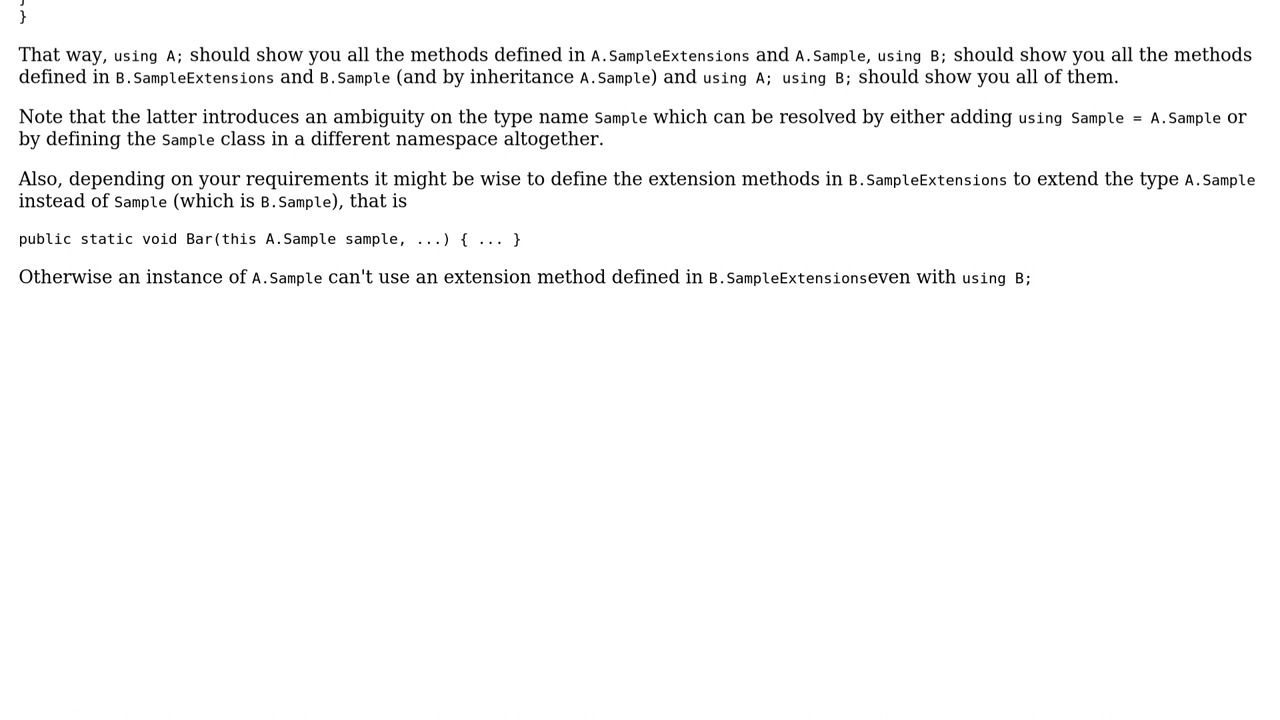 }
That way, using A; should show you all the methods defined in A.SampleExtensions and A.Sample, using B; should show you all the methods
defined in B.SampleExtensions and B.Sample (and by inheritance A.Sample) and using A; using B; should show you all of them.
Note that the latter introduces an ambiguity on the type name Sample which can be resolved by either adding using Sample = A.Sample or
by defining the Sample class in a different namespace altogether.
Also, depending on your requirements it might be wise to define the extension methods in B.SampleExtensions to extend the type A.Sample
instead of Sample (which is B.Sample), that is
public static void Bar(this A.Sample sample, ...) { ... }
Otherwise an instance of A.Sample can't use an extension method defined in B.SampleExtensionseven with using B;